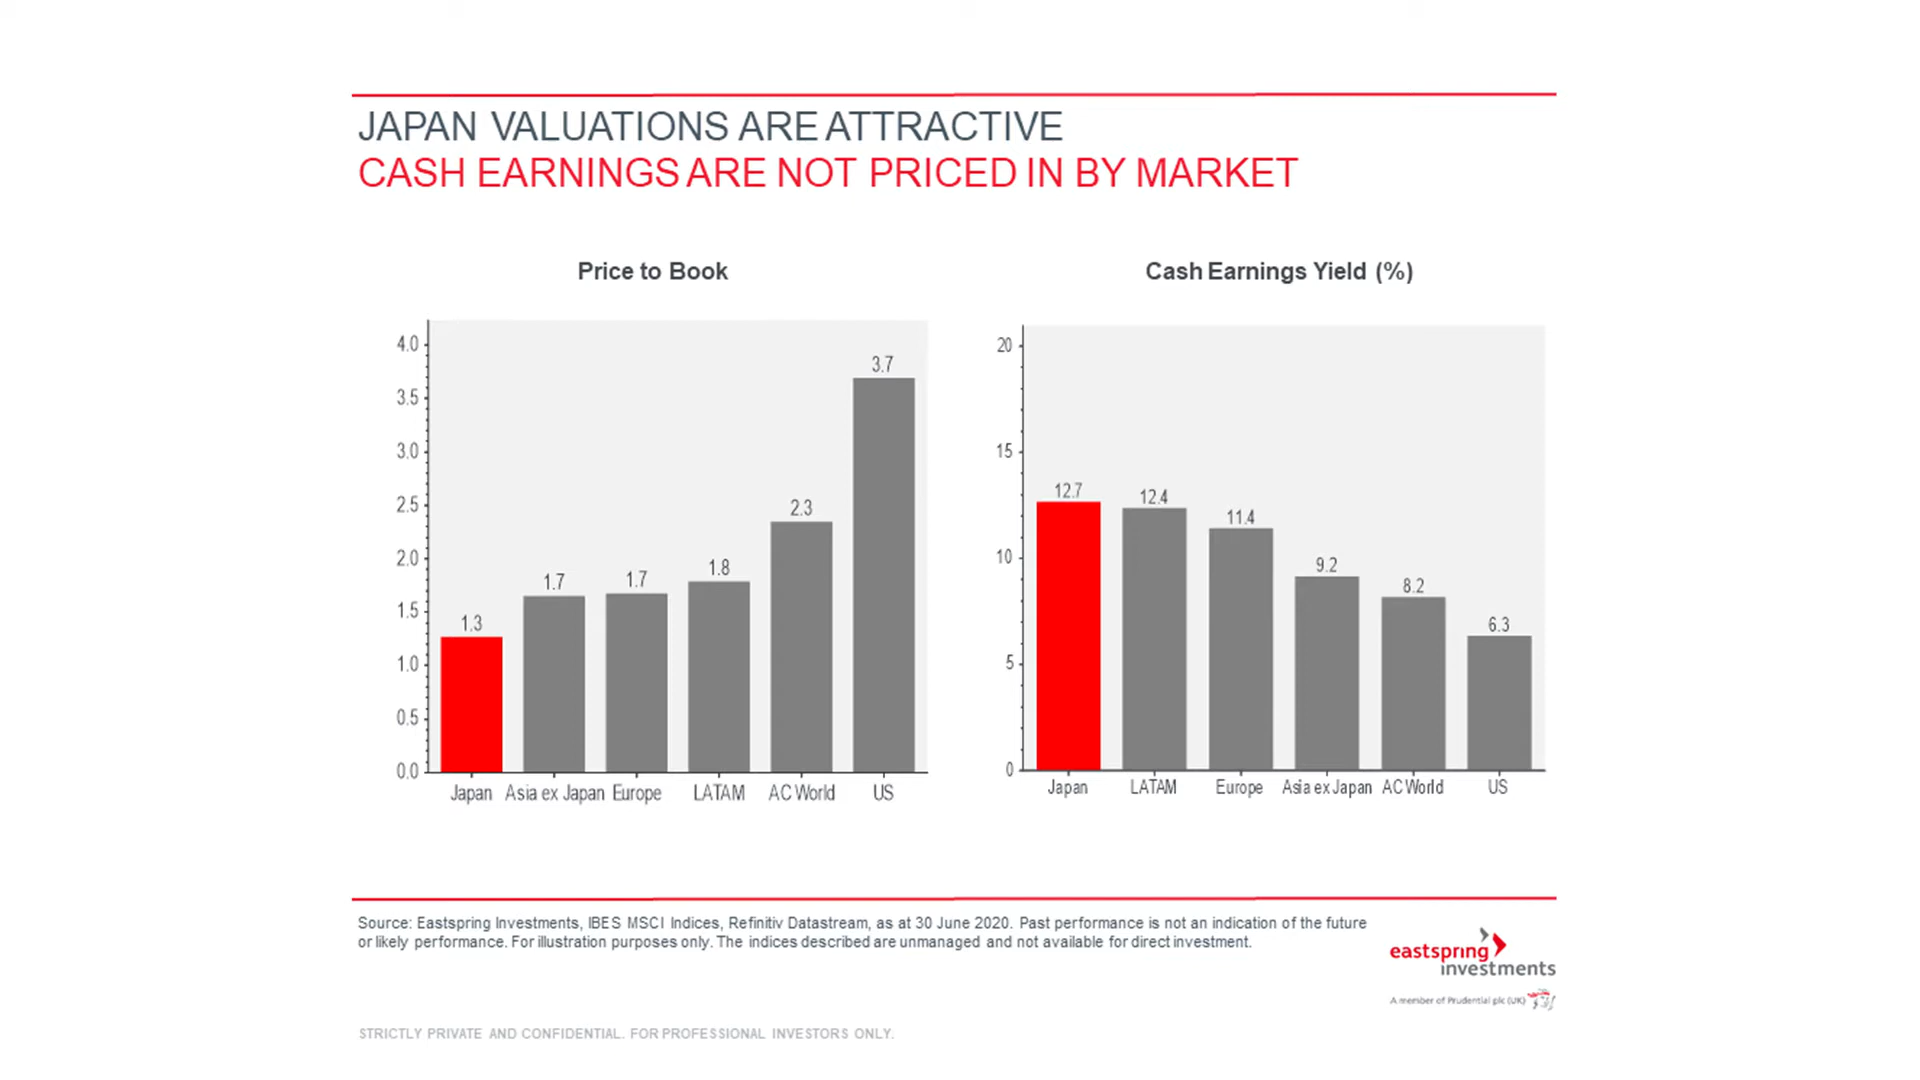 JAPAN VALUATIONS ARE ATTRACTIVE
CASH EARNINGS ARE NOT PRICED IN BY MARKET
Price to Book
4.0
3.5
3.0
2.5
2.0
1.5
1.0
0.5
0.0
1.3
1.7
1.7
1.8
2.3
3.7
Japan Asia ex Japan Europe LATAM AC World US
Cash Earnings Yield (%)
20
15
10
5
0
12.7
12.4
11.4
9.2
8.2
6.3
Japan LATAM Europe Asia ex Japan AC World US
Source: Eastspring Investments, IBES MSCI Indices, Refinitiv Datastream, as at 30 June 2020. Past performance is not an indication of the future
or likely performance. For illustration purposes only. The indices described are unmanaged and not available for direct investment.
eastspring
investments
A member of Prudential plc (UK)
STRICTLY PRIVATE AND CONFIDENTIAL. FOR PROFESSIONAL INVESTORS ONLY.